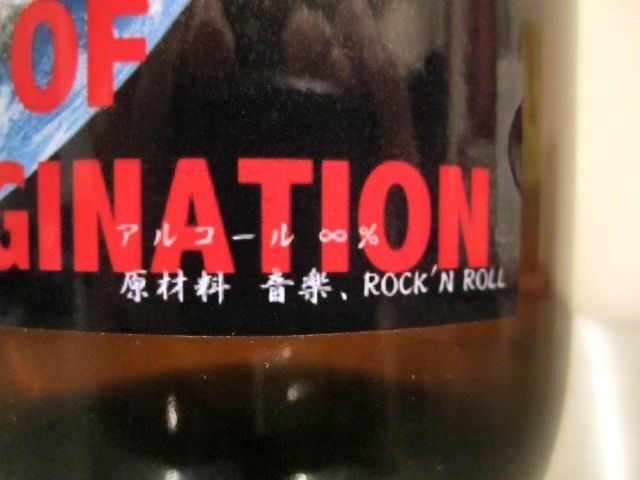 OF
GINATION
アルコール ∞%
原材料 音楽、ROCK'N ROLL